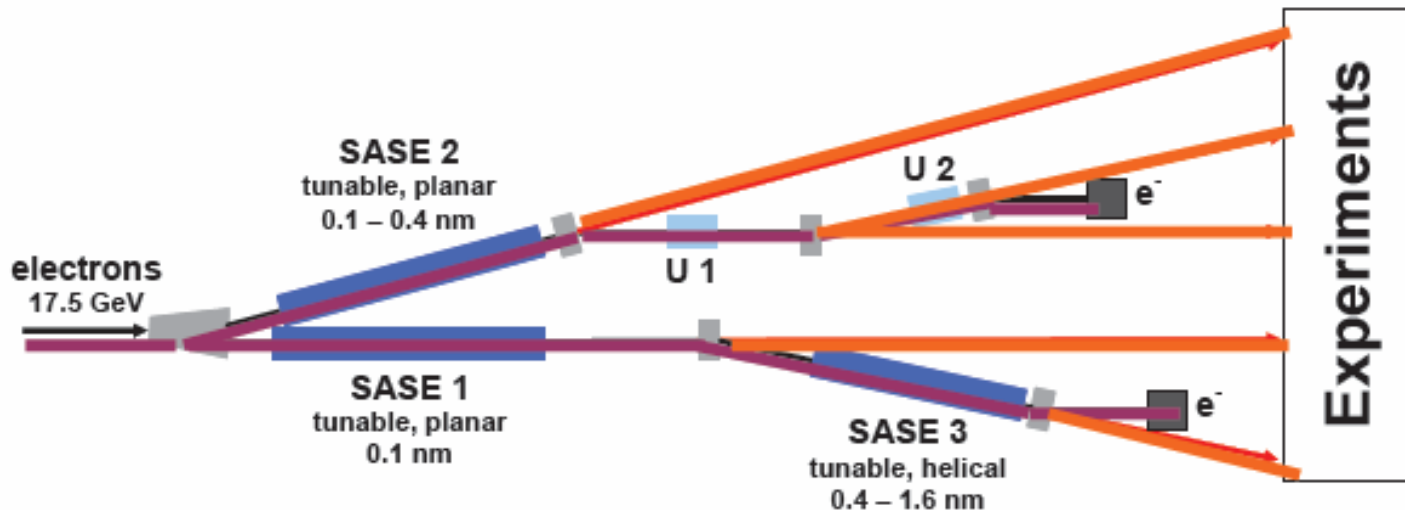 SASE 2
tunable, planar
0.1 – 0.4 nm
electrons
17.5 GeV
U 1
U 2
e-
SASE 1
tunable, planar
0.1 nm
SASE 3
tunable, helical
0.4 – 1.6 nm
e-
Experiments